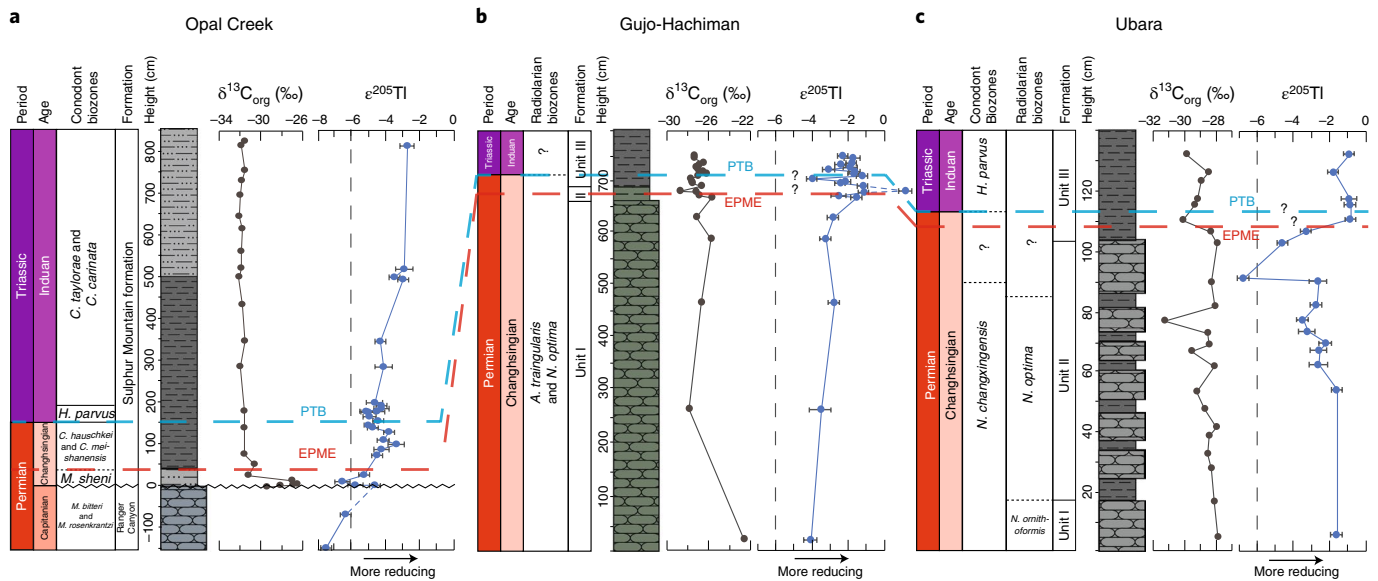 a
Opal Creek
Period
Age
Conodont
biozones
Formation
Height (cm)
δ13Corg (‰)
ε205Tl
−34 −30 −26
−8 −6 −4 −2 0
Triassic
Permian
Induan
Changhsingian
Capitanian
C. taylorae and
C. carinata
H. parvus
C. hauschkei
and C. mei-
shanensis
M. sheni
M. bitteri
and
M. rosenkrantzi
Sulphur Mountain formation
Ranger
Canyon
800
700
600
500
400
300
200
100
0
−100
PTB
EPME
More reducing
b
Gujo-Hachiman
Period
Age
Radiolarian
biozones
Formation
Height (cm)
δ13Corg (‰)
ε205Tl
−30 −26 −22
−6 −4 −2 0
Triassic
Permian
Induan
Changhsingian
?
A. traingularis
and N. optima
Unit III
II
Unit I
700
600
500
400
300
200
100
PTB
?
?
EPME
More reducing
c
Ubara
Period
Age
Conodont
Biozones
Radiolarian
biozones
Formation
Height (cm)
δ13Corg (‰)
ε205Tl
−32 −30 −28
−6 −4 −2 0
Triassic
Permian
Induan
Changhsingian
H. parvus
?
N. changxingensis
?
N. optima
N. ornith-
oformis
Unit III
Unit II
Unit I
120
100
80
60
40
20
PTB
?
?
EPME
More reducing